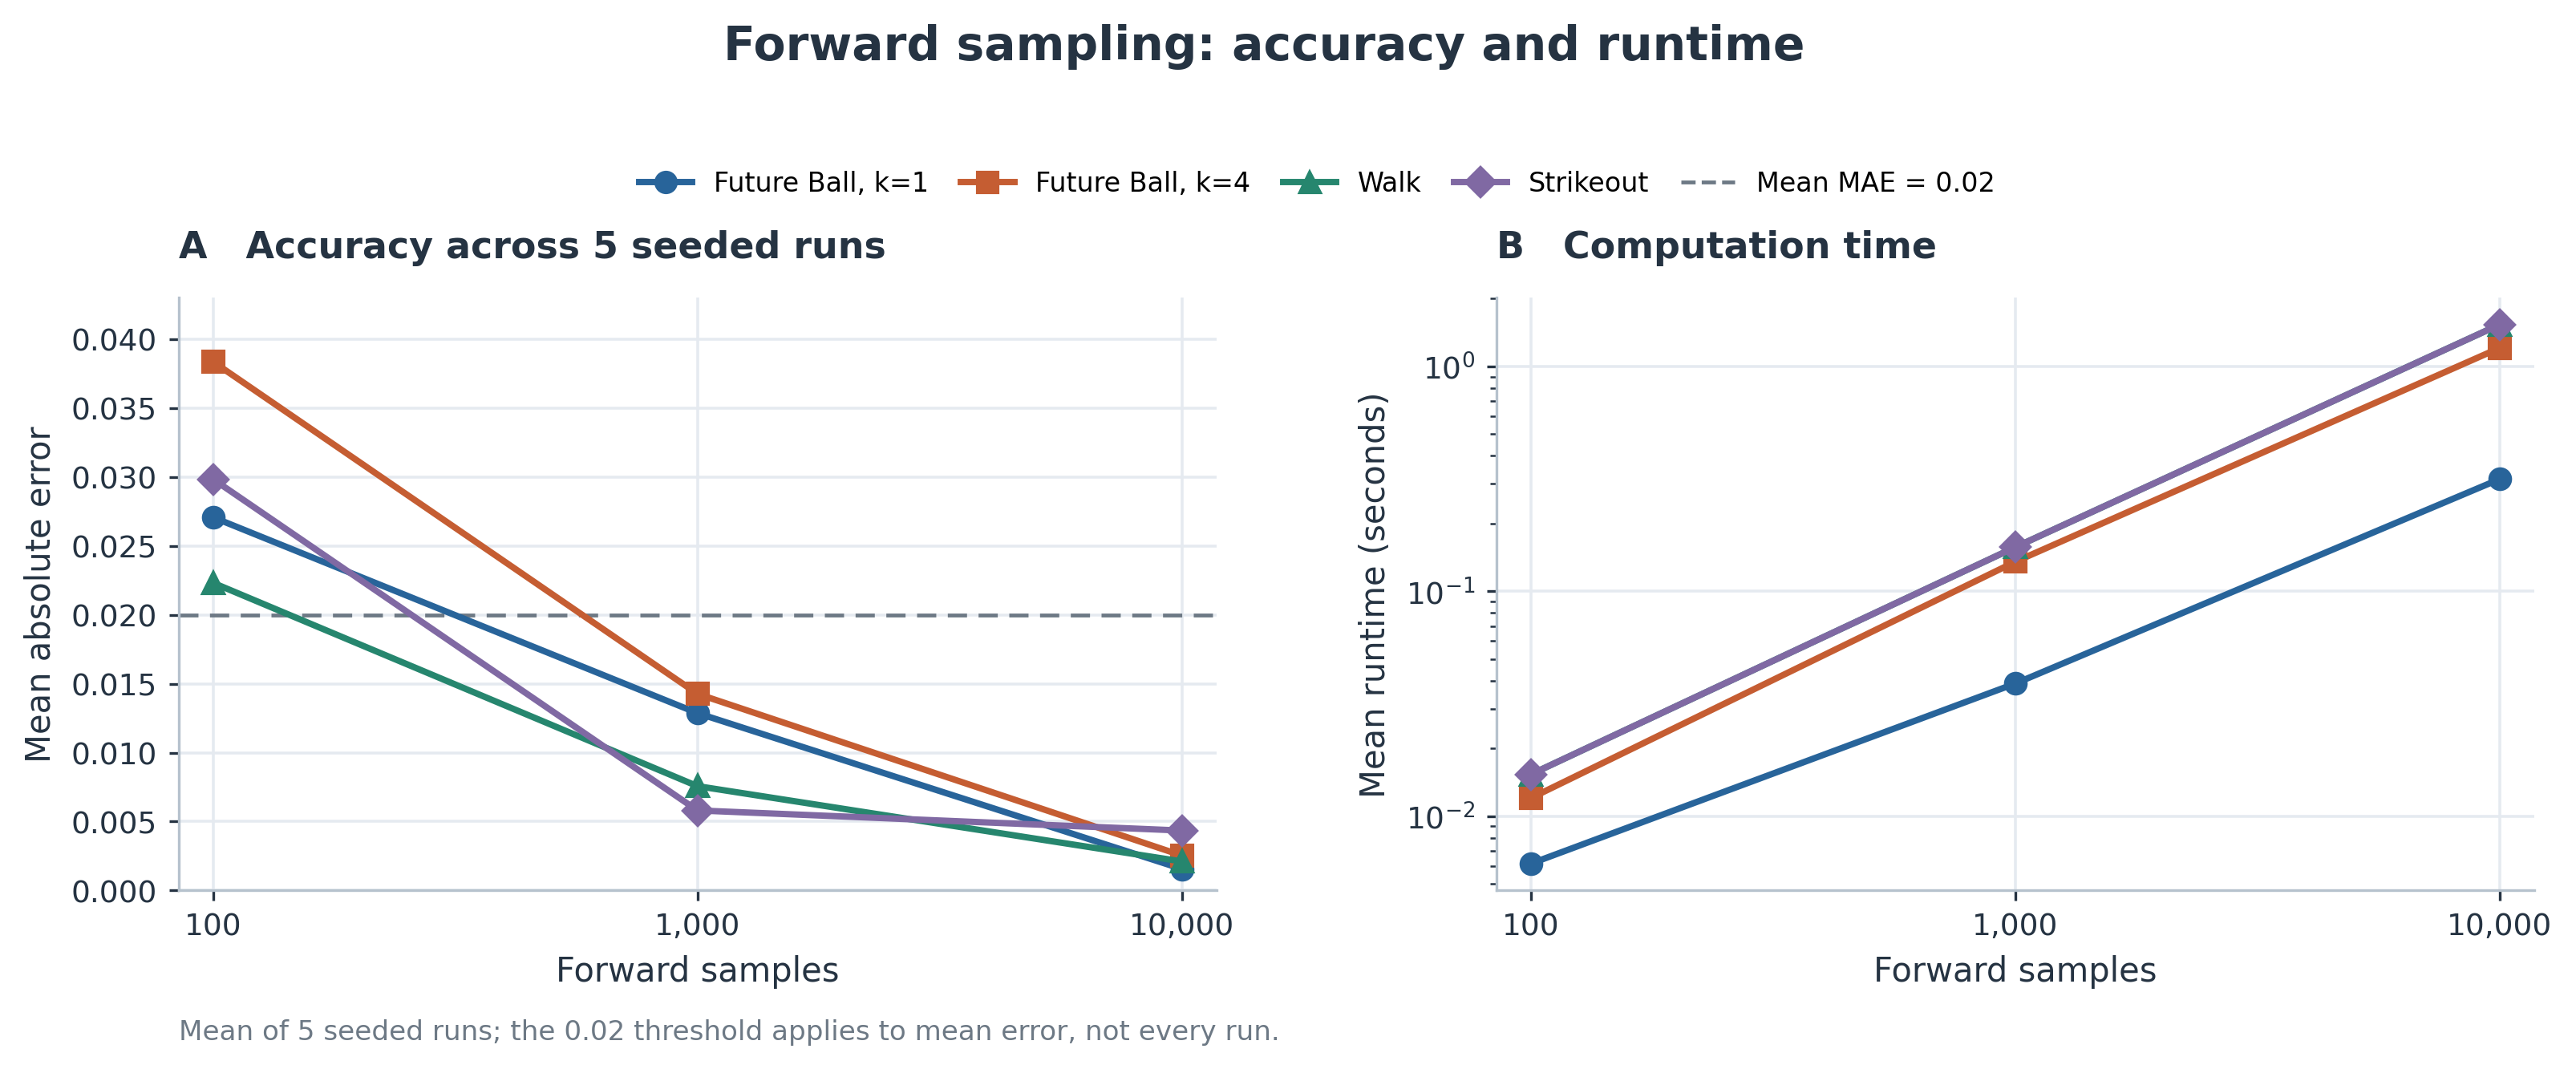 Forward sampling: accuracy and runtime
Future Ball, k=1 Future Ball, k=4 Walk Strikeout Mean MAE = 0.02
A Accuracy across 5 seeded runs
0.040
0.035
0.030
0.025
0.020
0.015
0.010
0.005
0.000
Mean absolute error
100 1,000 10,000
Forward samples
B Computation time
10⁰
10⁻¹
10⁻²
Mean runtime (seconds)
100 1,000 10,000
Forward samples
Mean of 5 seeded runs; the 0.02 threshold applies to mean error, not every run.